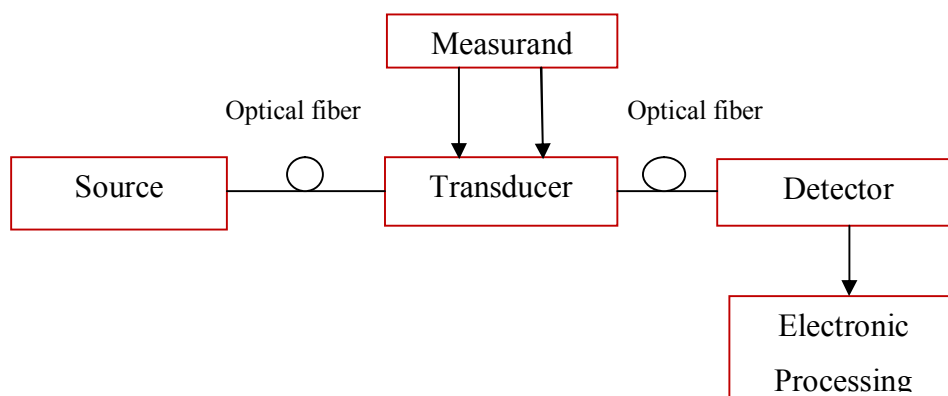 Measurand
Optical fiber
Optical fiber
Source
Transducer
Detector
Electronic
Processing